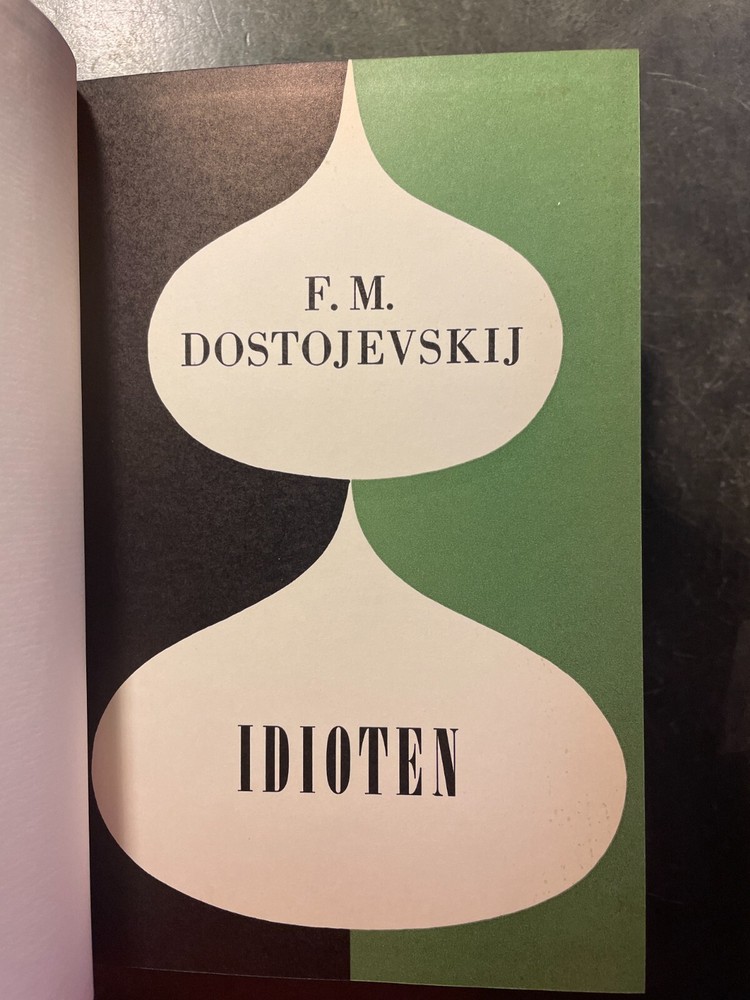 F. M.
DOSTOJEVSKIJ
IDIOTEN